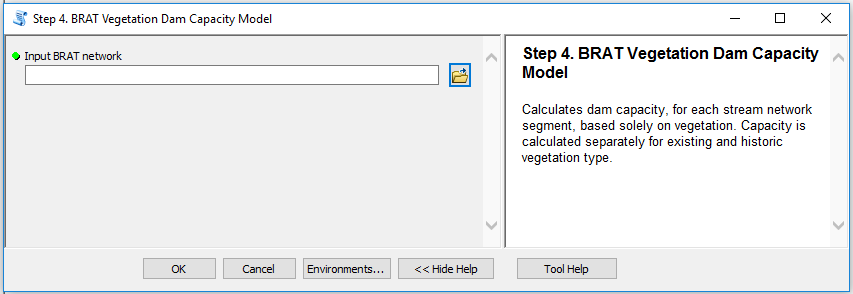 Step 4. BRAT Vegetation Dam Capacity Model
Input BRAT network
Step 4. BRAT Vegetation Dam Capacity
Model
Calculates dam capacity, for each stream network
segment, based solely on vegetation. Capacity is
calculated separately for existing and historic
vegetation type.
OK
Cancel
Environments...
<< Hide Help
Tool Help